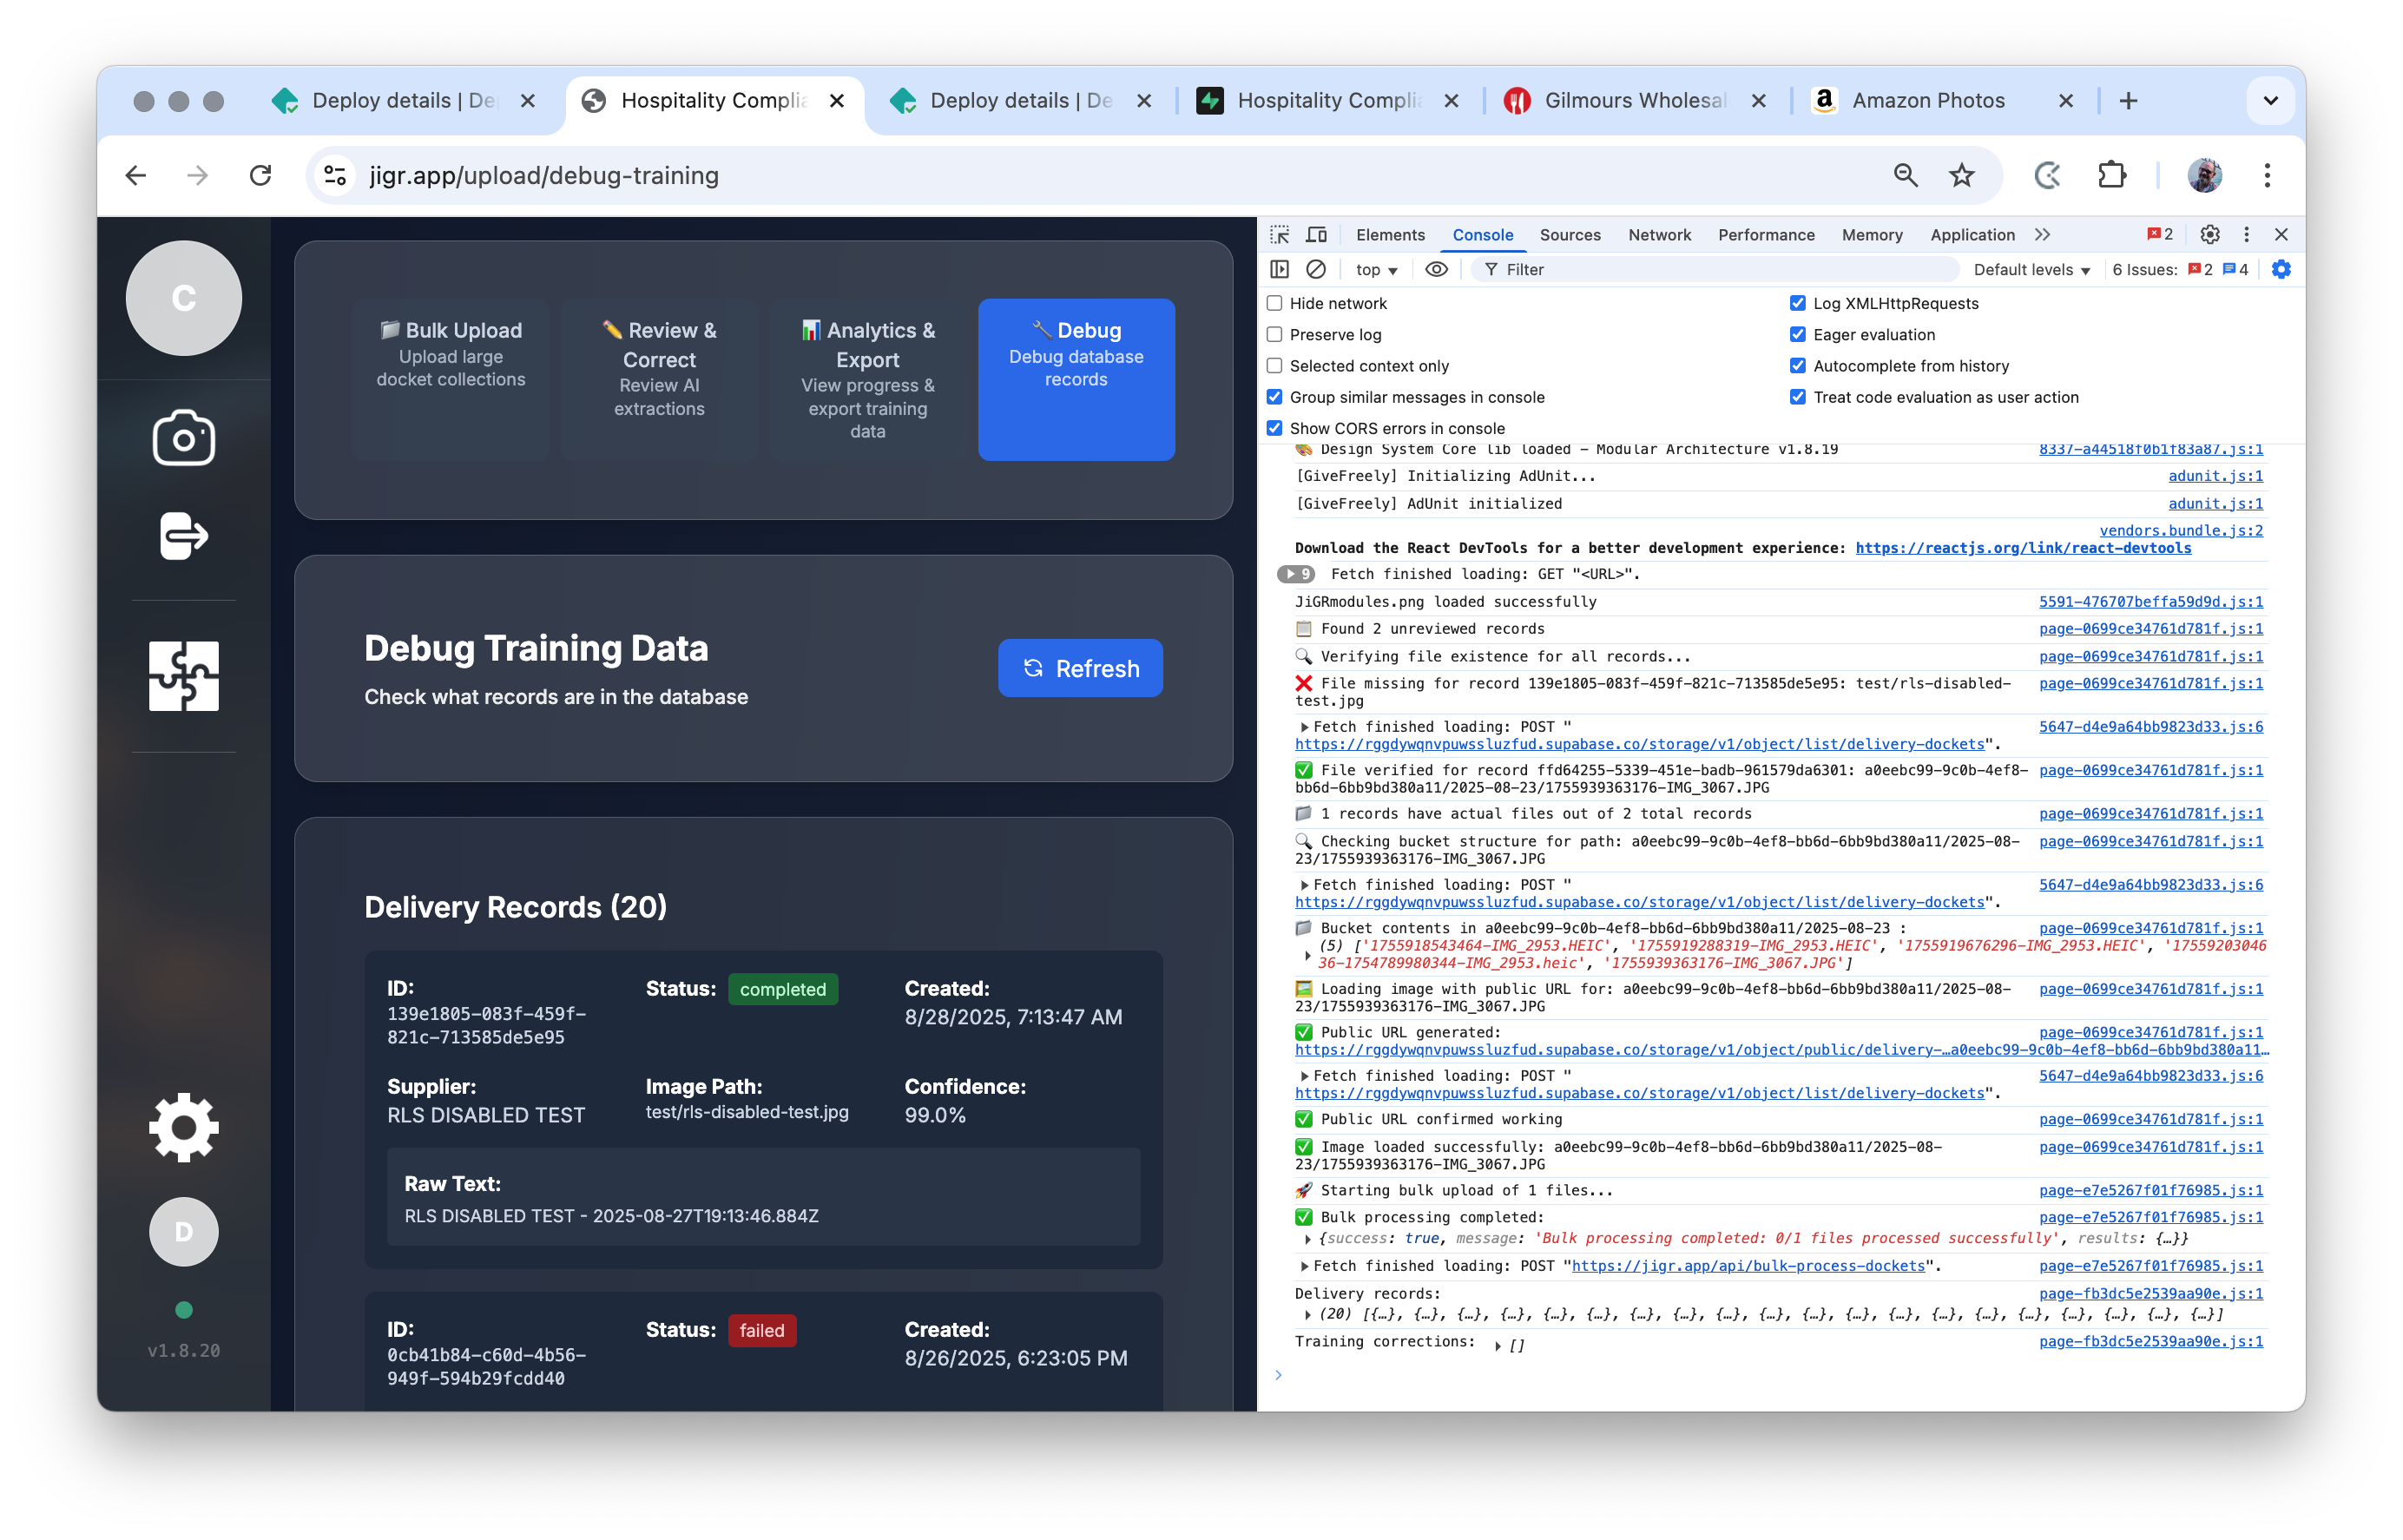 Deploy details | De
Hospitality Complia
Deploy details | De
Hospitality Compli
Gilmours Wholesal
Amazon Photos
jigr.app/upload/debug-training
C
Bulk Upload
Upload large
docket collections
Review &
Correct
Review AI
extractions
Analytics &
Export
View progress &
export training
data
Debug
Debug database
records
Debug Training Data
Check what records are in the database
Refresh
Delivery Records (20)
ID:
139e1805-083f-459f-
821c-713585de5e95
Status: completed
Created:
8/28/2025, 7:13:47 AM
Supplier:
RLS DISABLED TEST
Image Path:
test/rls-disabled-test.jpg
Confidence:
99.0%
Raw Text:
RLS DISABLED TEST - 2025-08-27T19:13:46.884Z
ID:
0cb41b84-c60d-4b56-
949f-594b29fcdd40
Status: failed
Created:
8/26/2025, 6:23:05 PM
D
v1.8.20
Elements Console Sources Network Performance Memory Application 2
top Filter Default levels 6 Issues: 2 4
Hide network
Log XMLHttpRequests
Preserve log
Eager evaluation
Selected context only
Autocomplete from history
Group similar messages in console
Treat code evaluation as user action
Show CORS errors in console
Design System Core lib loaded - Modular Architecture v1.8.19 8337-a44518f0b1f83a87.js:1
[GiveFreely] Initializing AdUnit... adunit.js:1
[GiveFreely] AdUnit initialized adunit.js:1
vendors.bundle.js:2
Download the React DevTools for a better development experience: https://reactjs.org/link/react-devtools
9 Fetch finished loading: GET "<URL>".
JiGRmodules.png loaded successfully 5591-476707beffa59d9d.js:1
Found 2 unreviewed records page-0699ce34761d781f.js:1
Verifying file existence for all records... page-0699ce34761d781f.js:1
File missing for record 139e1805-083f-459f-821c-713585de5e95: test/rls-disabled- page-0699ce34761d781f.js:1
test.jpg
Fetch finished loading: POST " 5647-d4e9a64bb9823d33.js:6
https://rggdywqnvpuwssluzfud.supabase.co/storage/v1/object/list/delivery-dockets".
File verified for record ffd64255-5339-451e-badb-961579da6301: a0eebc99-9c0b-4ef8- page-0699ce34761d781f.js:1
bb6d-6bb9bd380a11/2025-08-23/1755939363176-IMG_3067.JPG
1 records have actual files out of 2 total records page-0699ce34761d781f.js:1
Checking bucket structure for path: a0eebc99-9c0b-4ef8-bb6d-6bb9bd380a11/2025-08- page-0699ce34761d781f.js:1
23/1755939363176-IMG_3067.JPG
Fetch finished loading: POST " 5647-d4e9a64bb9823d33.js:6
https://rggdywqnvpuwssluzfud.supabase.co/storage/v1/object/list/delivery-dockets".
Bucket contents in a0eebc99-9c0b-4ef8-bb6d-6bb9bd380a11/2025-08-23 : page-0699ce34761d781f.js:1
(5) ['1755918543464-IMG_2953.HEIC', '1755919288319-IMG_2953.HEIC', '1755919676296-IMG_2953.HEIC', '17559203046
36-1754789980344-IMG_2953.heic', '1755939363176-IMG_3067.JPG']
Loading image with public URL for: a0eebc99-9c0b-4ef8-bb6d-6bb9bd380a11/2025-08- page-0699ce34761d781f.js:1
23/1755939363176-IMG_3067.JPG
Public URL generated: page-0699ce34761d781f.js:1
https://rggdywqnvpuwssluzfud.supabase.co/storage/v1/object/public/delivery-…a0eebc99-9c0b-4ef8-bb6d-6bb9bd380a11…
Fetch finished loading: POST " 5647-d4e9a64bb9823d33.js:6
https://rggdywqnvpuwssluzfud.supabase.co/storage/v1/object/list/delivery-dockets".
Public URL confirmed working page-0699ce34761d781f.js:1
Image loaded successfully: a0eebc99-9c0b-4ef8-bb6d-6bb9bd380a11/2025-08- page-0699ce34761d781f.js:1
23/1755939363176-IMG_3067.JPG
Starting bulk upload of 1 files... page-e7e5267f01f76985.js:1
Bulk processing completed: page-e7e5267f01f76985.js:1
{success: true, message: 'Bulk processing completed: 0/1 files processed successfully', results: {…}}
Fetch finished loading: POST "https://jigr.app/api/bulk-process-dockets". page-e7e5267f01f76985.js:1
Delivery records: page-fb3dc5e2539aa90e.js:1
(20) [{…}, {…}, {…}, {…}, {…}, {…}, {…}, {…}, {…}, {…}, {…}, {…}, {…}, {…}, {…}, {…}, {…}, {…}, {…}, {…}]
Training corrections: [] page-fb3dc5e2539aa90e.js:1